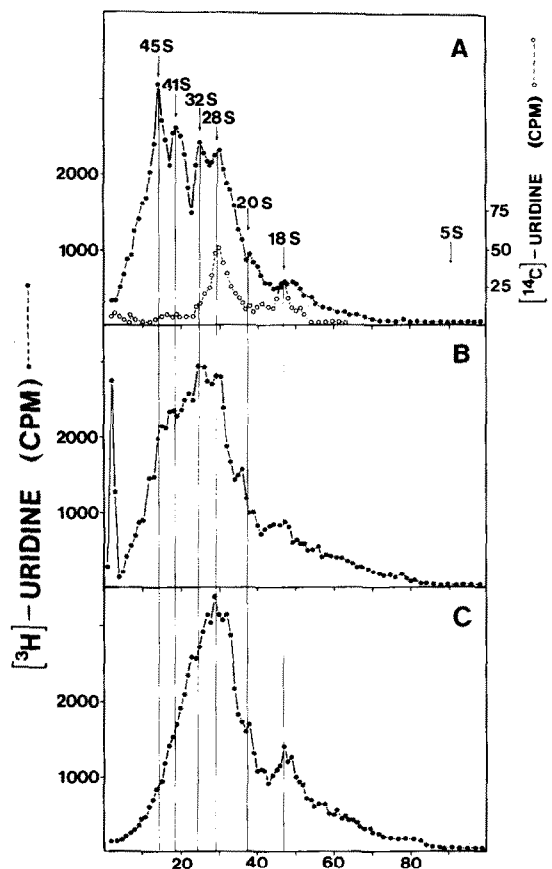 A
45S
41S
32S
28S
20S
18S
5S
2000
1000
75
50
25
[14C]-URIDINE (CPM)
B
2000
1000
[3H]-URIDINE (CPM)
C
2000
1000
20 40 60 80